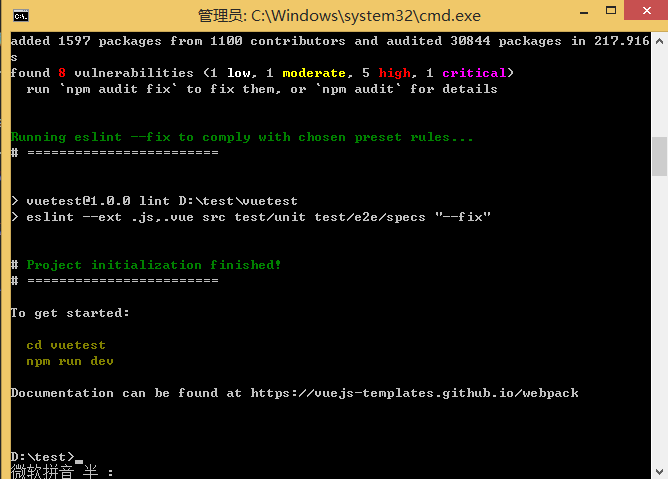 管理员: C:\Windows\system32\cmd.exe
added 1597 packages from 1100 contributors and audited 30844 packages in 217.916
s
found 8 vulnerabilities (1 low, 1 moderate, 5 high, 1 critical)
run `npm audit fix` to fix them, or `npm audit` for details
Running eslint --fix to comply with chosen preset rules...
# ========================
> vuetest@1.0.0 lint D:\test\vuetest
> eslint --ext .js,.vue src test/unit test/e2e/specs "--fix"
# Project initialization finished!
# ========================
To get started:
cd vuetest
npm run dev
Documentation can be found at https://vuejs-templates.github.io/webpack
D:\test>
微软拼音 半 :